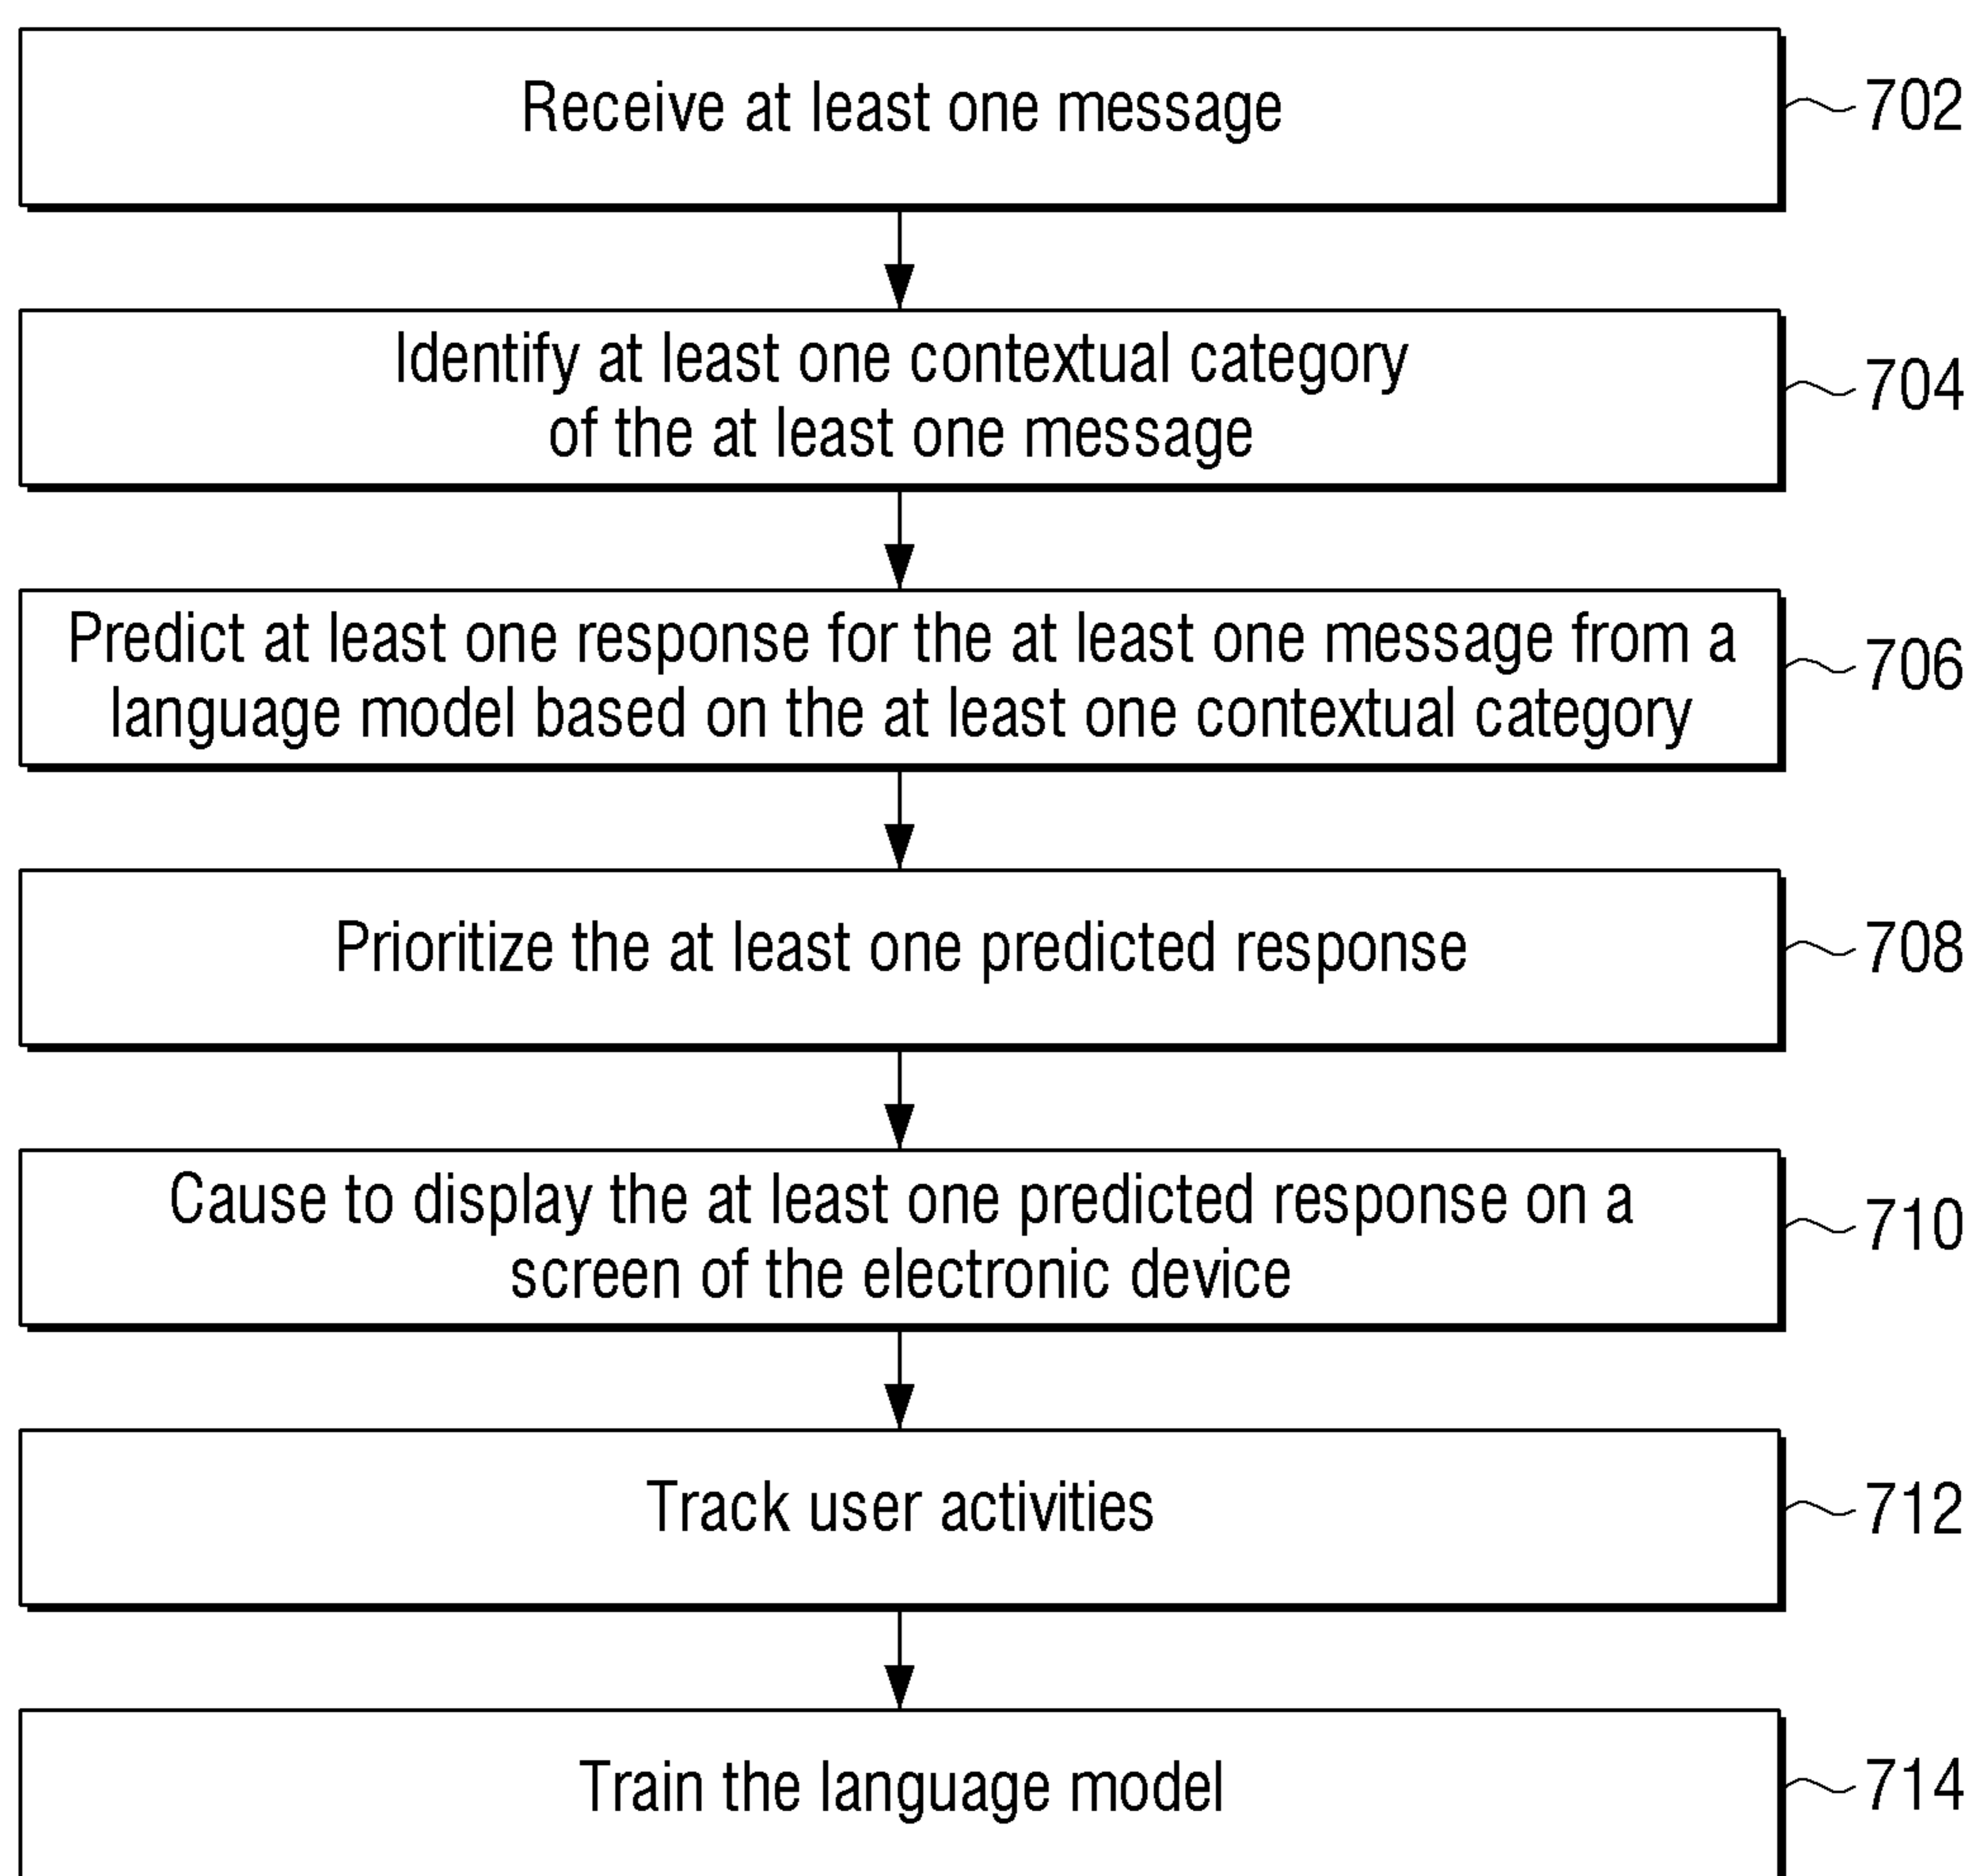 Receive at least one message
702
Identify at least one contextual category
of the at least one message
704
Predict at least one response for the at least one message from a
language model based on the at least one contextual category
706
Prioritize the at least one predicted response
708
Cause to display the at least one predicted response on a
screen of the electronic device
710
Track user activities
712
Train the language model
714